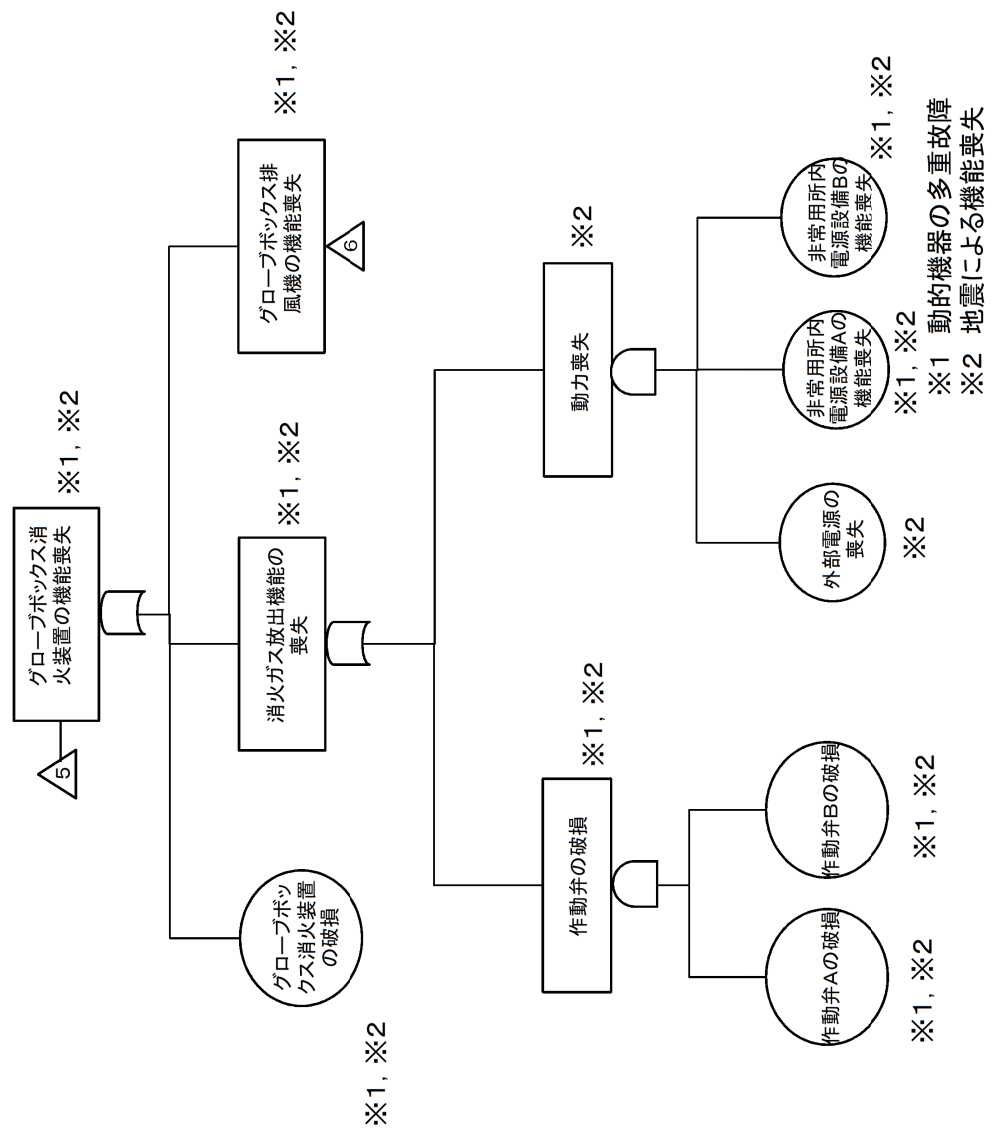 グローブボックス消
火装置の機能喪失
※1, ※2
5
グローブボッ
クス消火装置
の破損
※1, ※2
消火ガス放出機能の
喪失
※1, ※2
グローブボックス排
風機の機能喪失
※1, ※2
6
作動弁の破損
※1, ※2
動力喪失
※2
作動弁Aの破損
※1, ※2
作動弁Bの破損
※1, ※2
外部電源の
喪失
※2
非常用所内
電源設備Aの
機能喪失
※1, ※2
非常用所内
電源設備Bの
機能喪失
※1, ※2
※1 動的機器の多重故障
※2 地震による機能喪失